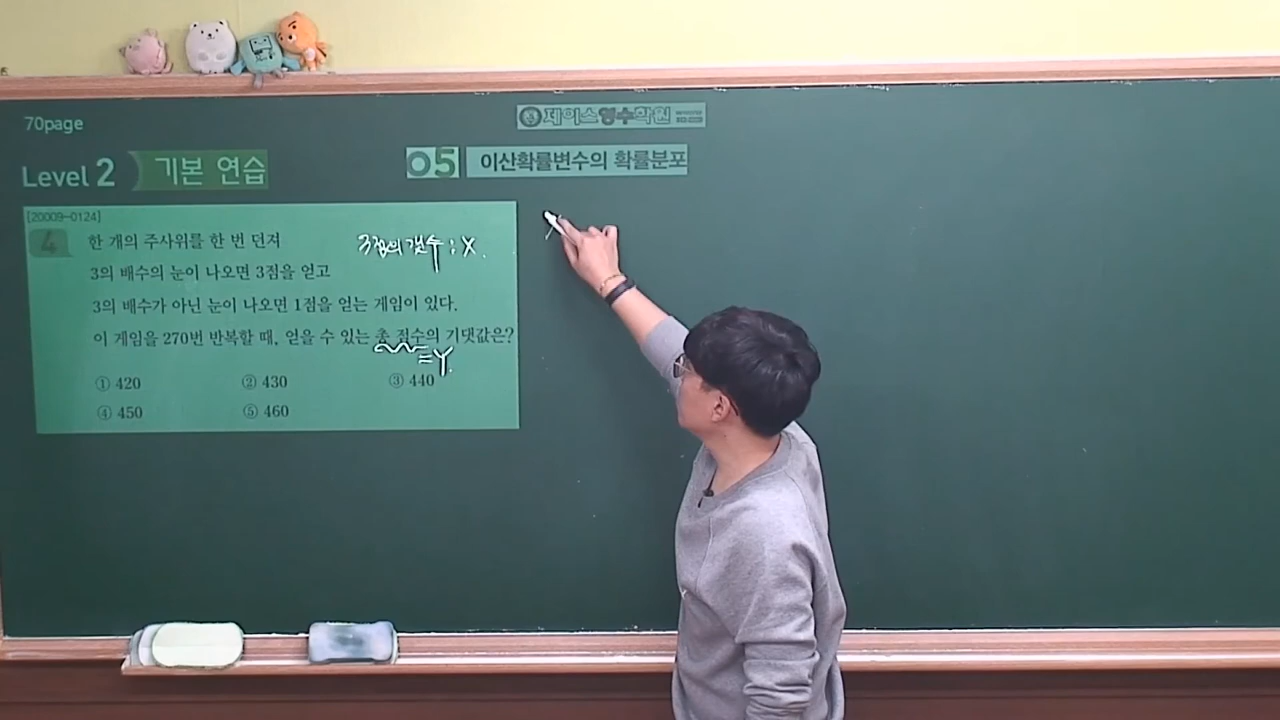 70page
제이스영수학원
Level 2 기본 연습
05 이산확률변수의 확률분포
[20009-0124]
4 한 개의 주사위를 한 번 던져
3점의 갯수 : X.
3의 배수의 눈이 나오면 3점을 얻고
3의 배수가 아닌 눈이 나오면 1점을 얻는 게임이 있다.
이 게임을 270번 반복할 때, 얻을 수 있는 총 점수의 기댓값은?
=Y.
① 420 ② 430 ③ 440
④ 450 ⑤ 460